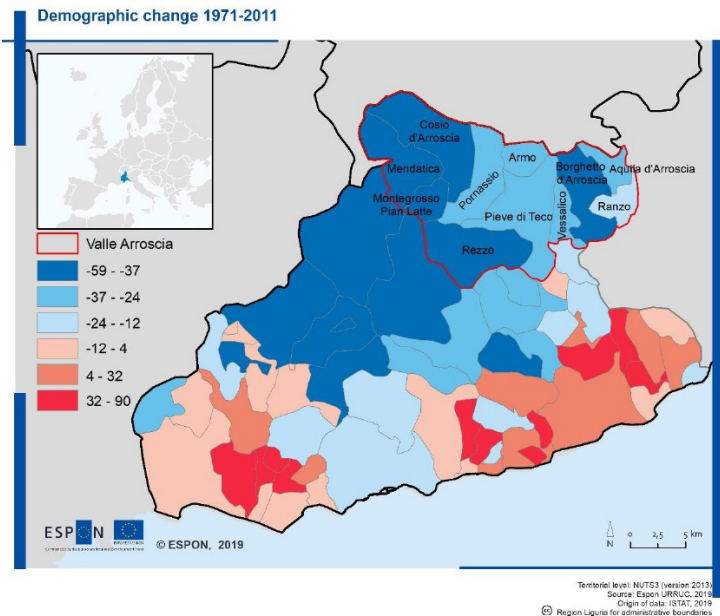 Demographic change 1971-2011
Cosio
d'Arroscia
Armo
Mendatica
Borghetto
d'Arroscia
Aquila d'Arroscia
Pornassio
Montegrosso
Pian Latte
Pieve di Teco
Vessalico
Ranzo
Rezzo
Valle Arroscia
-59 - -37
-37 - -24
-24 - -12
-12 - 4
4 - 32
32 - 90
ESPON
© ESPON, 2019
N
0 2,5 5 km
Territorial level: NUTS3 (version 2013)
Source: Espon URRUC, 2019
Origin of data: ISTAT, 2019
cc Region Liguria for administrative boundaries